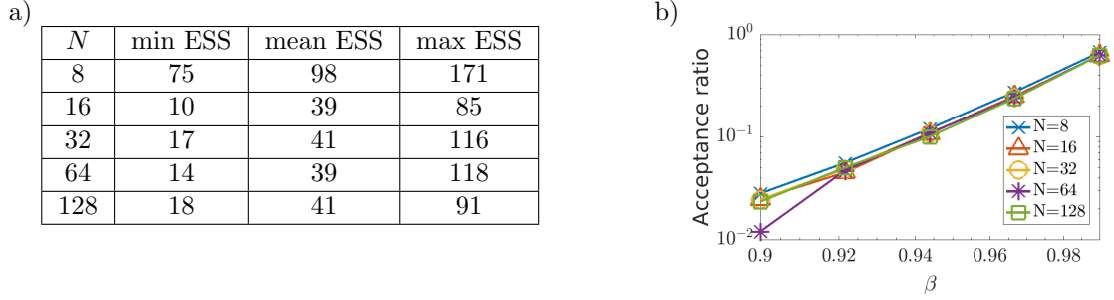 a)
N min ESS mean ESS max ESS
8 75 98 171
16 10 39 85
32 17 41 116
64 14 39 118
128 18 41 91
b)
Acceptance ratio
10^0
10^-1
10^-2
N=8
N=16
N=32
N=64
N=128
0.9 0.92 0.94 0.96 0.98
β